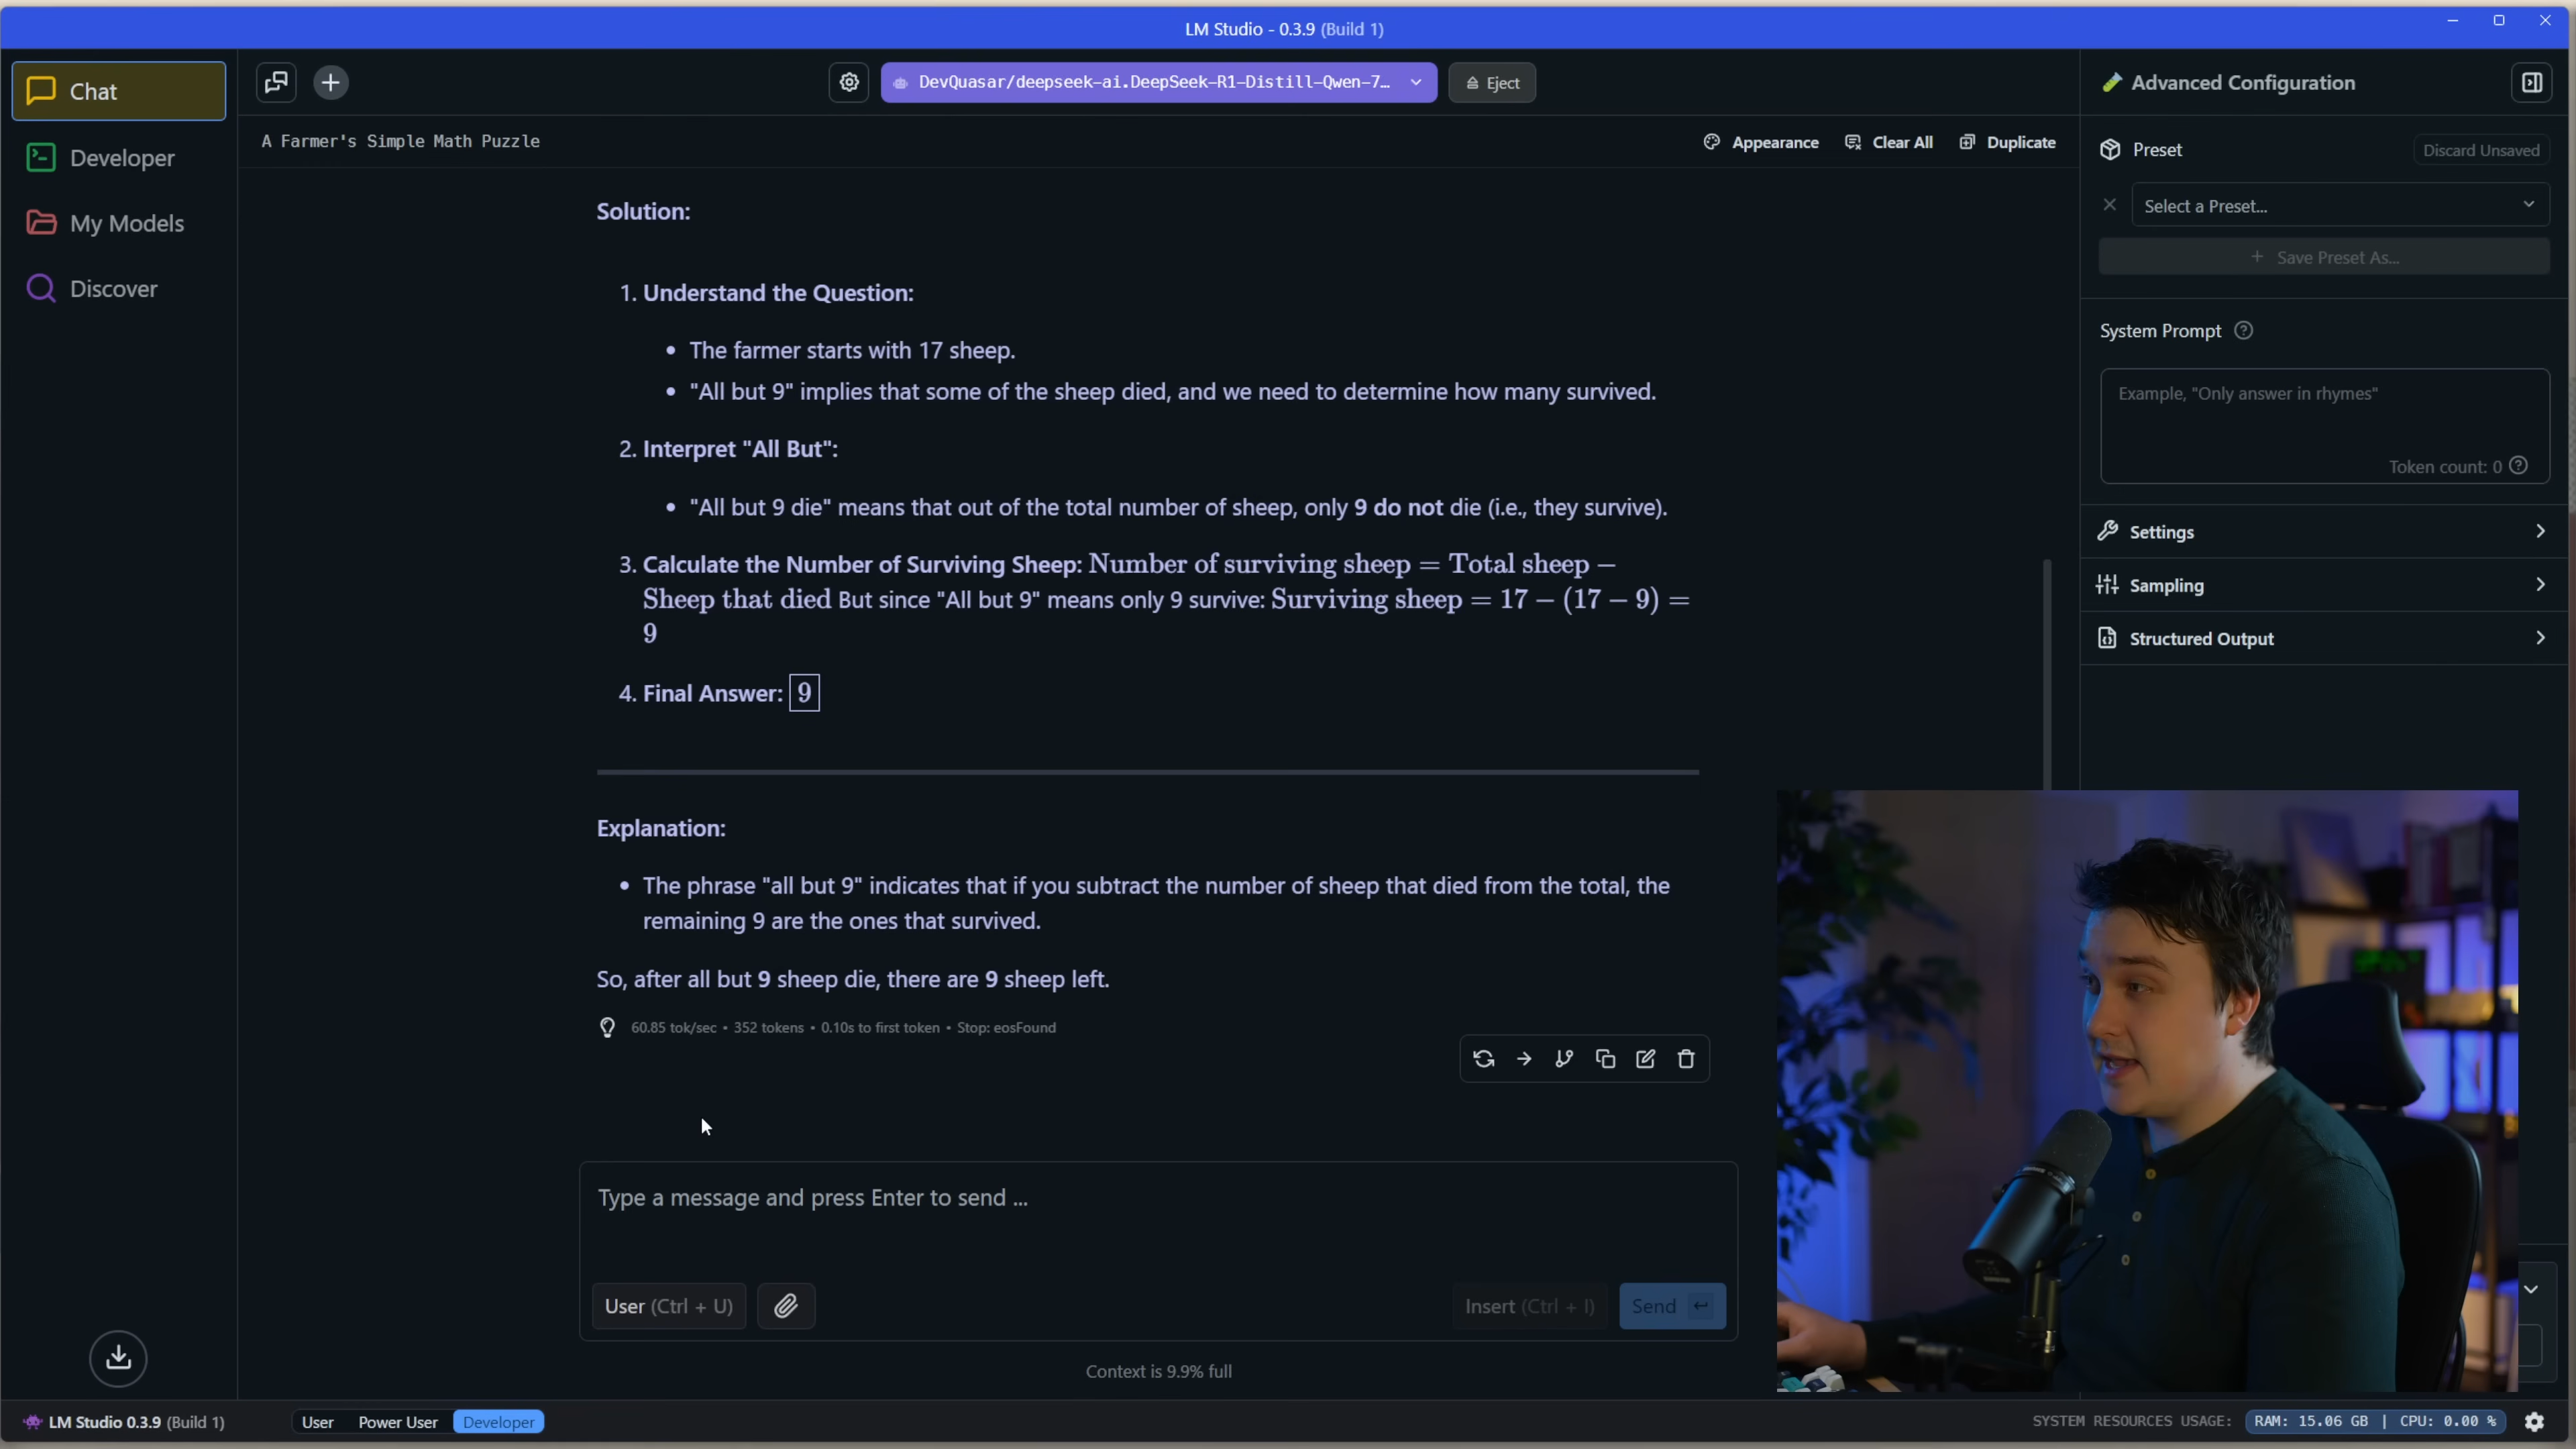 LM Studio - 0.3.9 (Build 1)
Chat
Developer
My Models
Discover
DevQuasar/deepseek-ai.DeepSeek-R1-Distill-Qwen-7…
Eject
Advanced Configuration
A Farmer's Simple Math Puzzle
Appearance
Clear All
Duplicate
Preset
Discard Unsaved
Select a Preset...
+ Save Preset As...
System Prompt
Example, "Only answer in rhymes"
Token count: 0
Settings
Sampling
Structured Output
Solution:
1. Understand the Question:
• The farmer starts with 17 sheep.
• "All but 9" implies that some of the sheep died, and we need to determine how many survived.
2. Interpret "All But":
• "All but 9 die" means that out of the total number of sheep, only 9 do not die (i.e., they survive).
3. Calculate the Number of Surviving Sheep: Number of surviving sheep = Total sheep −
Sheep that died But since "All but 9" means only 9 survive: Surviving sheep = 17 − (17 − 9) =
9
4. Final Answer: 9
Explanation:
• The phrase "all but 9" indicates that if you subtract the number of sheep that died from the total, the
remaining 9 are the ones that survived.
So, after all but 9 sheep die, there are 9 sheep left.
60.85 tok/sec • 352 tokens • 0.10s to first token • Stop: eosFound
Type a message and press Enter to send ...
User (Ctrl + U)
Insert (Ctrl + I)
Send
Context is 9.9% full
LM Studio 0.3.9 (Build 1)
User
Power User
Developer
SYSTEM RESOURCES USAGE:
RAM: 15.06 GB | CPU: 0.00 %